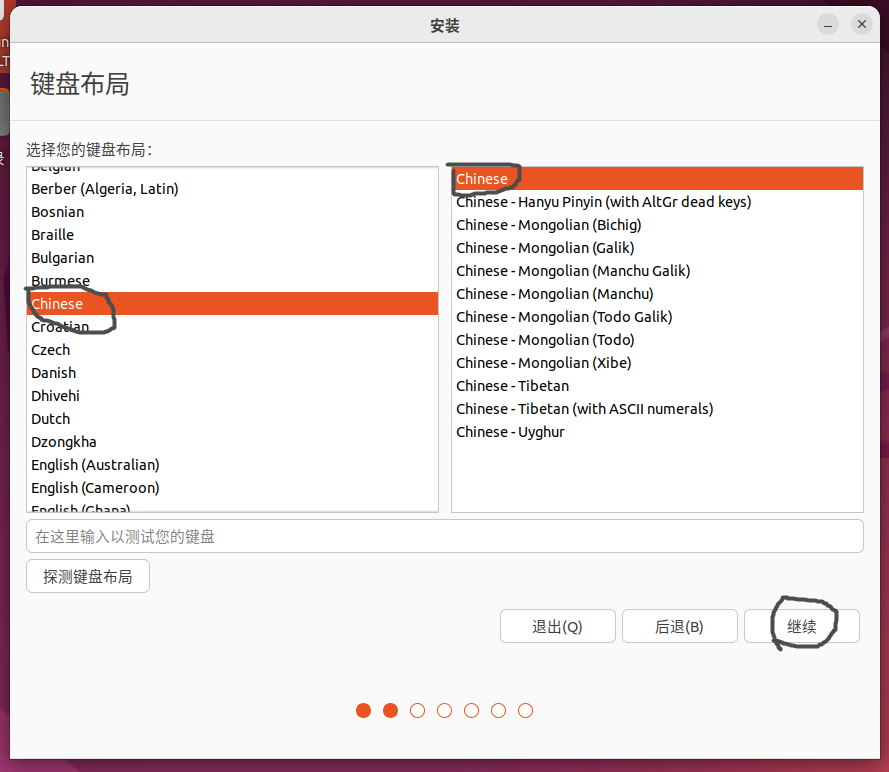 安装
键盘布局
选择您的键盘布局：
Belgian
Berber (Algeria, Latin)
Bosnian
Braille
Bulgarian
Burmese
Chinese
Croatian
Czech
Danish
Dhivehi
Dutch
Dzongkha
English (Australian)
English (Cameroon)
English (Ghana)
Chinese
Chinese - Hanyu Pinyin (with AltGr dead keys)
Chinese - Mongolian (Bichig)
Chinese - Mongolian (Galik)
Chinese - Mongolian (Manchu Galik)
Chinese - Mongolian (Manchu)
Chinese - Mongolian (Todo Galik)
Chinese - Mongolian (Todo)
Chinese - Mongolian (Xibe)
Chinese - Tibetan
Chinese - Tibetan (with ASCII numerals)
Chinese - Uyghur
在这里输入以测试您的键盘
探测键盘布局
退出(Q)
后退(B)
继续